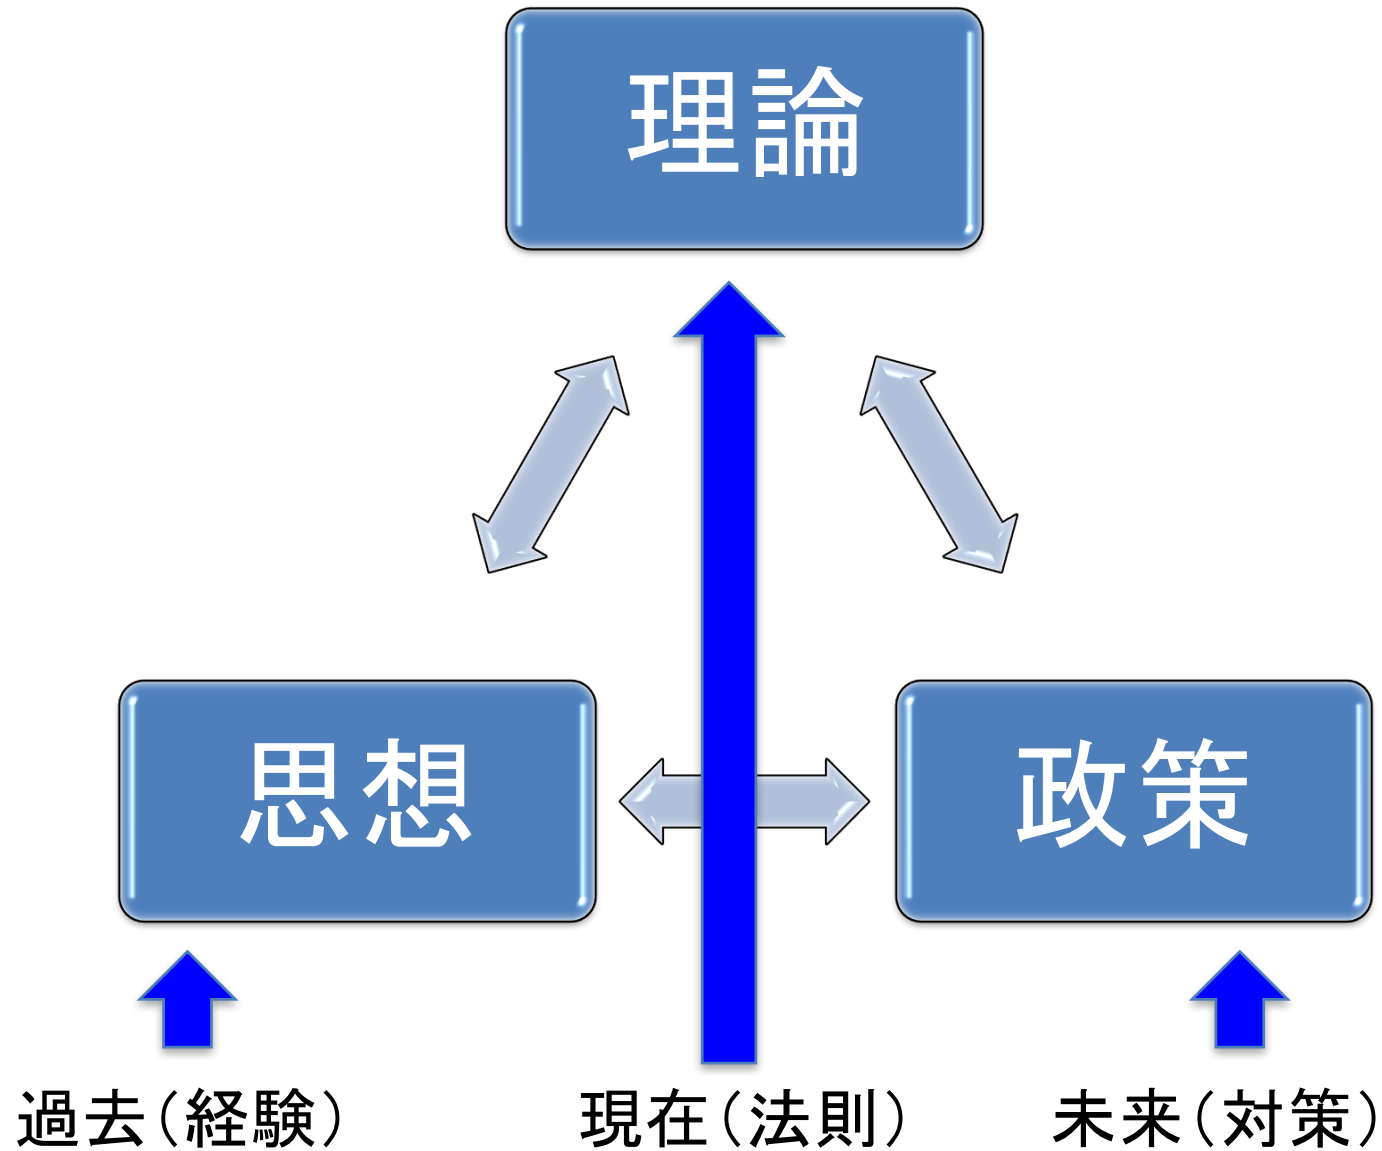 理論
思想
政策
過去（経験）
現在（法則）
未来（対策）